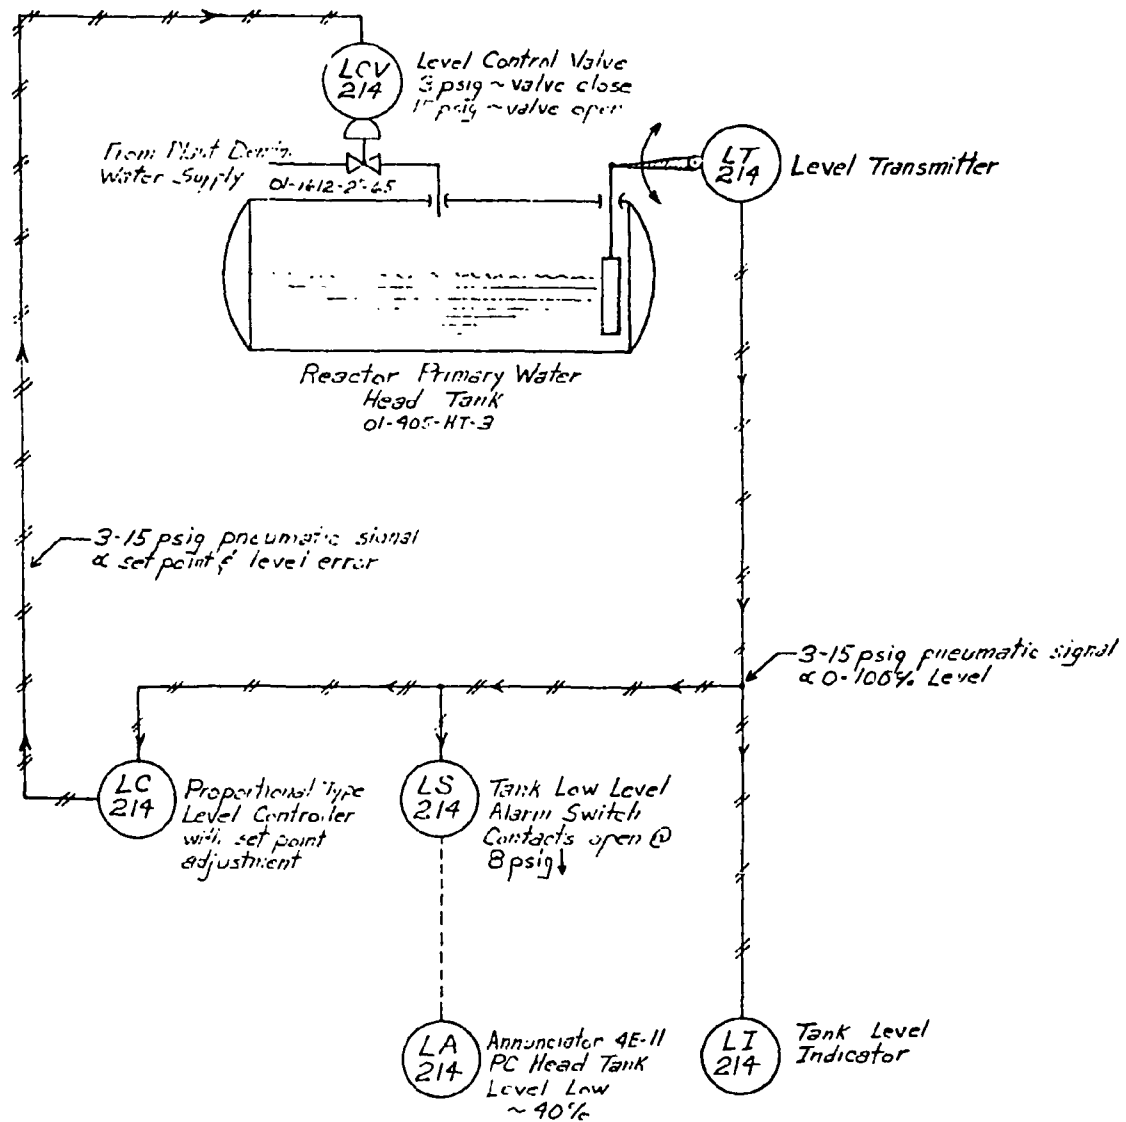 LCV
214
Level Control Valve
3 psig ~ valve close
15 psig ~ valve open
From Plant Demin.
Water Supply
LT
214
Level Transmitter
Reactor Primary Water
Head Tank
01-405-HT-3
3-15 psig pneumatic signal
∝ set point & level error
3-15 psig pneumatic signal
∝ 0-100% Level
LC
214
Proportional Type
Level Controller
with set point
adjustment
LS
214
Tank Low Level
Alarm Switch
Contacts open @
8 psig↓
LA
214
Annunciator 4E-11
PC Head Tank
Level Low
~ 40%
LI
214
Tank Level
Indicator